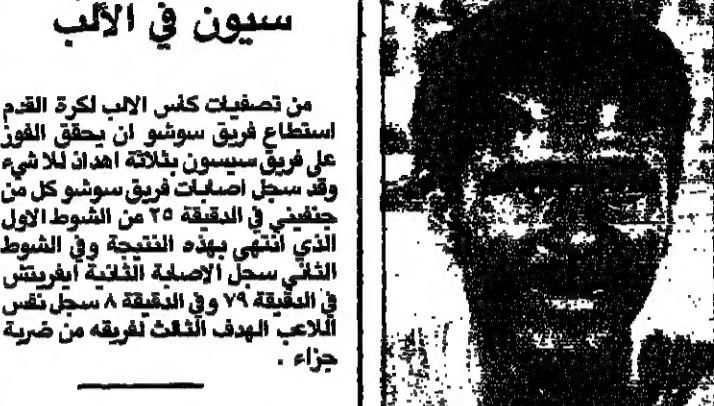 سيون في الألب
من تصفيات كأس الالب لكرة القدم
استطاع فريق سوشو ان يحقق الفوز
على فريق سيسون بثلاثة اهداف للاشيء
وقد سجل اصابات فريق سوشو كل من
جنفيني في الدقيقة ٢٥ من الشوط الاول
الذي انتهى بهذه النتيجة وفي الشوط
الثاني سجل الاصابة الثانية ايفريتش
في الدقيقة ٧٩ وفي الدقيقة ٨ سجل نفس
اللاعب الهدف الثالث لفريقه من ضربة
جزاء .